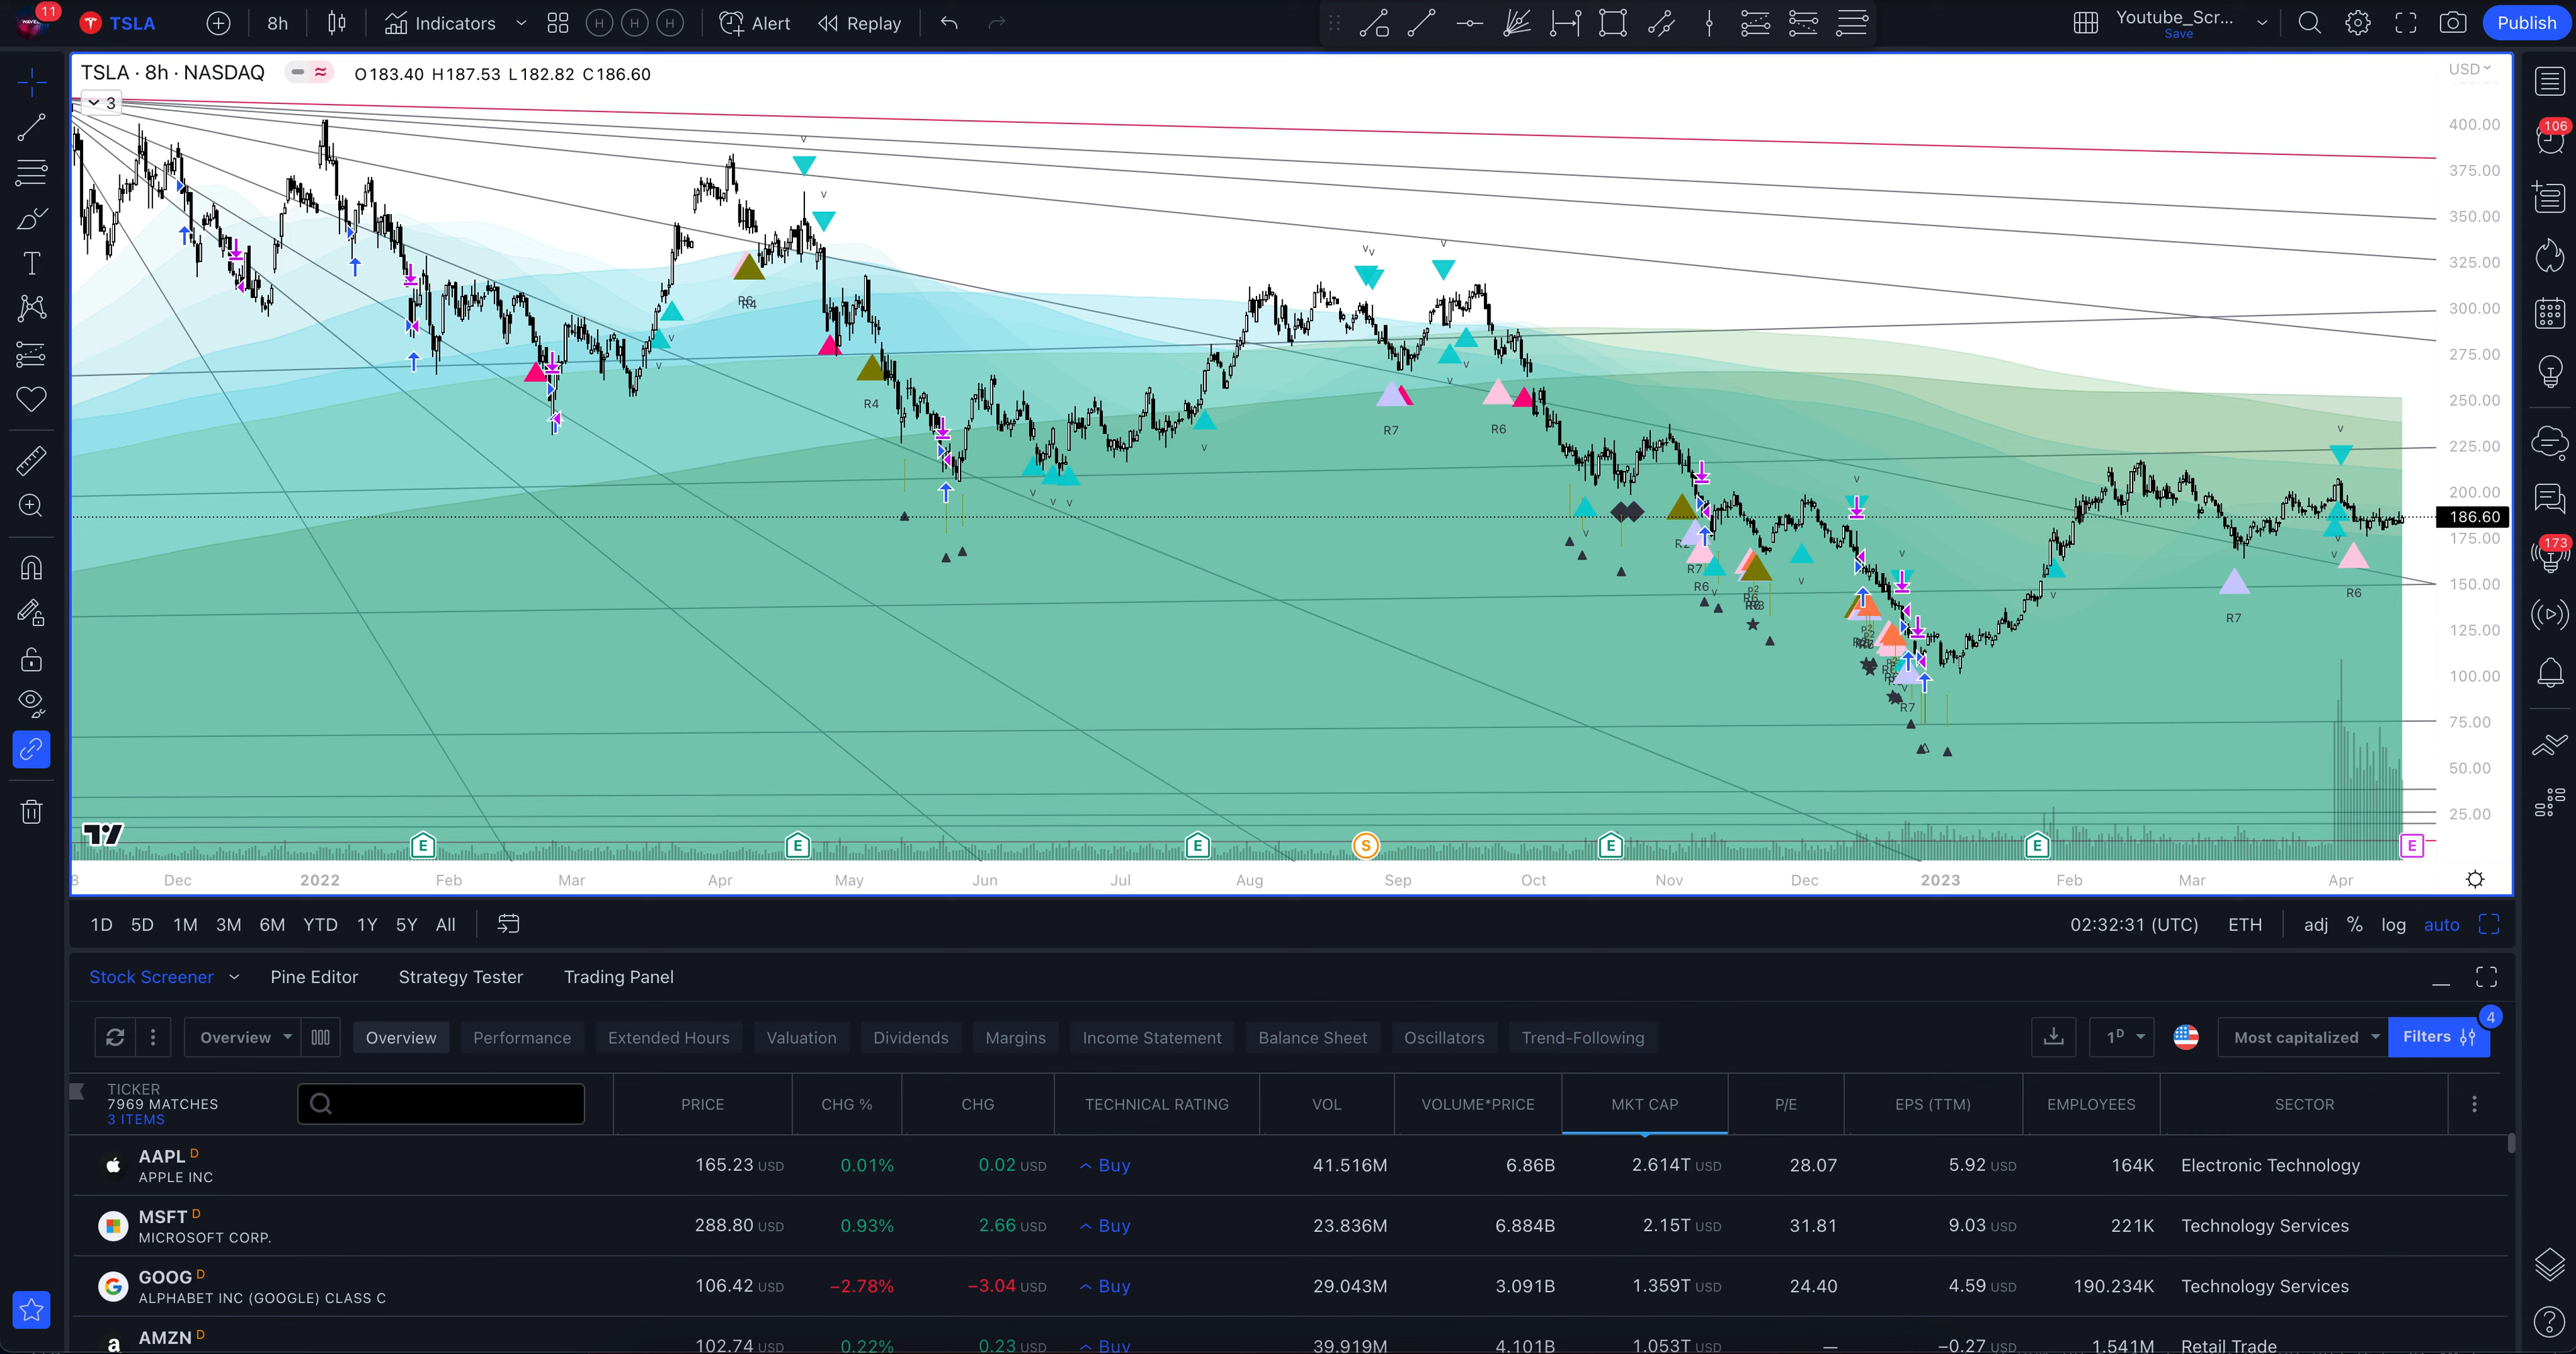 11
TSLA
8h
Indicators
H
H
H
Alert
Replay
Youtube_Scr...
Save
Publish
TSLA · 8h · NASDAQ
O183.40 H187.53 L182.82 C186.60
USD
3
400.00
375.00
350.00
325.00
300.00
275.00
250.00
225.00
200.00
186.60
175.00
150.00
125.00
100.00
75.00
50.00
25.00
106
173
R4
R4
R7
R6
R7
R6
R7
R7
R6
E
E
E
S
E
E
E
Dec 2022 Feb Mar Apr May Jun Jul Aug Sep Oct Nov Dec 2023 Feb Mar Apr
1D 5D 1M 3M 6M YTD 1Y 5Y All
02:32:31 (UTC) ETH adj % log auto
Stock Screener Pine Editor Strategy Tester Trading Panel
Overview
Overview Performance Extended Hours Valuation Dividends Margins Income Statement Balance Sheet Oscillators Trend-Following
1D
Most capitalized
Filters
4
TICKER
7969 MATCHES
3 ITEMS
PRICE CHG % CHG TECHNICAL RATING VOL VOLUME*PRICE MKT CAP P/E EPS (TTM) EMPLOYEES SECTOR
AAPL D
APPLE INC
165.23 USD 0.01% 0.02 USD Buy 41.516M 6.86B 2.614T USD 28.07 5.92 USD 164K Electronic Technology
MSFT D
MICROSOFT CORP.
288.80 USD 0.93% 2.66 USD Buy 23.836M 6.884B 2.15T USD 31.81 9.03 USD 221K Technology Services
GOOG D
ALPHABET INC (GOOGLE) CLASS C
106.42 USD −2.78% −3.04 USD Buy 29.043M 3.091B 1.359T USD 24.40 4.59 USD 190.234K Technology Services
AMZN D
102.74 USD 0.22% 0.23 USD Buy 39.919M 4.101B 1.053T USD — −0.27 USD 1.541M Retail Trade